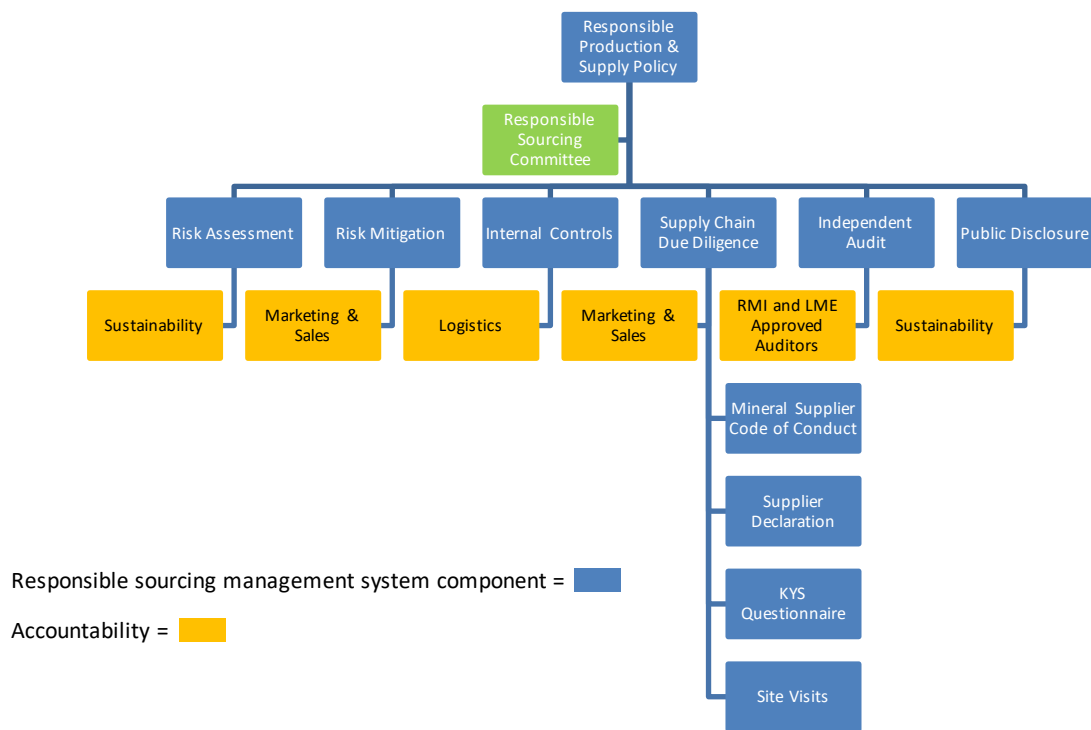 Responsible
Production &
Supply Policy
Responsible
Sourcing
Committee
Risk Assessment
Risk Mitigation
Internal Controls
Supply Chain
Due Diligence
Independent
Audit
Public Disclosure
Sustainability
Marketing &
Sales
Logistics
Marketing &
Sales
RMI and LME
Approved
Auditors
Sustainability
Mineral Supplier
Code of Conduct
Supplier
Declaration
KYS
Questionnaire
Site Visits
Responsible sourcing management system component =
Accountability =